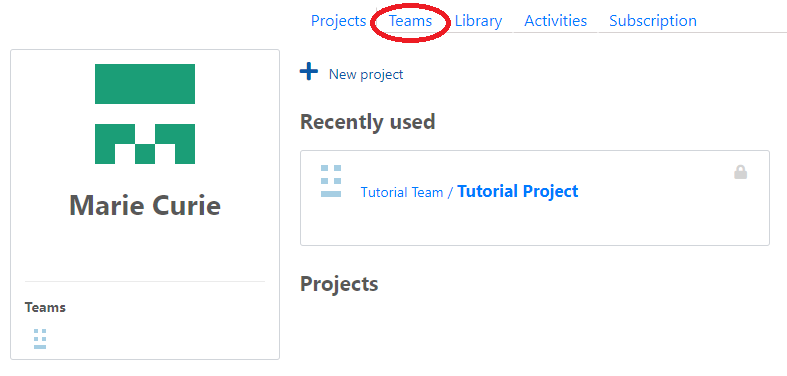 Projects Teams Library Activities Subscription
New project
Recently used
Tutorial Team / Tutorial Project
Projects
Marie Curie
Teams